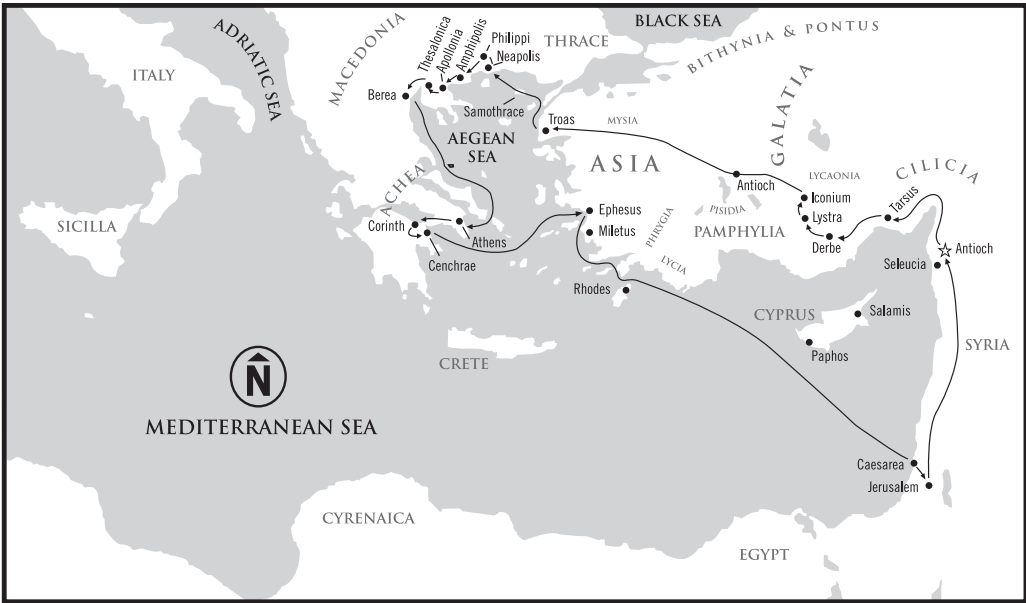 BLACK SEA
ADRIATIC SEA
MACEDONIA
Thesalonica
Apollonia
Amphipolis
Philippi
Neapolis
THRACE
BITHYNIA & PONTUS
ITALY
Berea
Samothrace
Troas
MYSIA
GALATIA
AEGEAN
SEA
ASIA
ACHEA
Antioch
LYCAONIA
CILICIA
Iconium
Tarsus
PISIDIA
Lystra
SICILLA
Corinth
Athens
Cenchrae
Ephesus
Miletus
PHRYGIA
PAMPHYLIA
Derbe
Antioch
Seleucia
LYCIA
Rhodes
CYPRUS
Salamis
Paphos
SYRIA
CRETE
N
MEDITERRANEAN SEA
Caesarea
Jerusalem
CYRENAICA
EGYPT